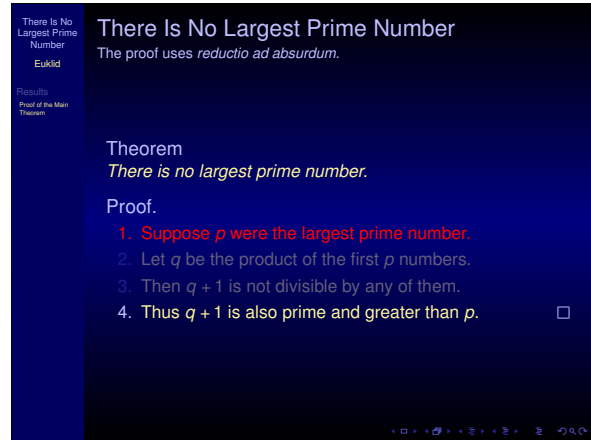 There Is No
Largest Prime
Number
Euklid
Results
Proof of the Main
Theorem
There Is No Largest Prime Number
The proof uses reductio ad absurdum.
Theorem
There is no largest prime number.
Proof.
1. Suppose p were the largest prime number.
2. Let q be the product of the first p numbers.
3. Then q + 1 is not divisible by any of them.
4. Thus q + 1 is also prime and greater than p. □